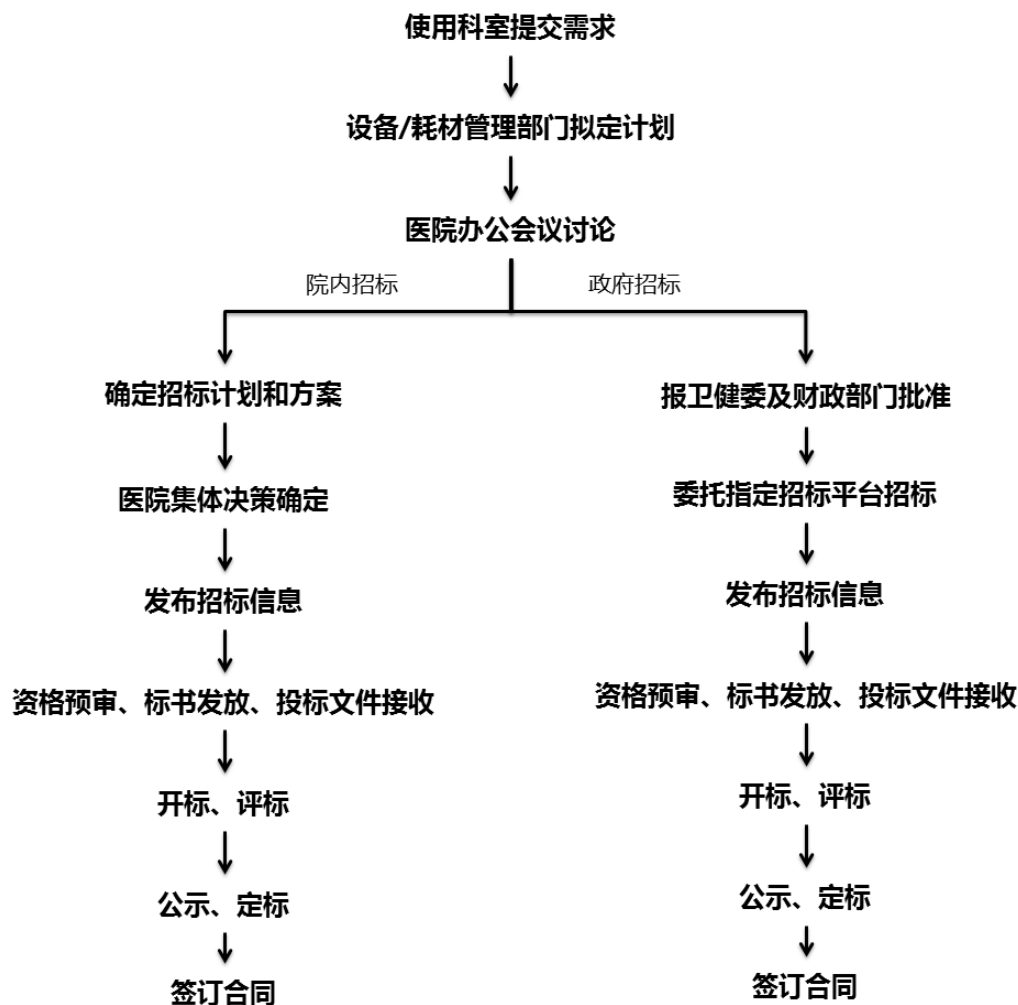 使用科室提交需求
设备/耗材管理部门拟定计划
医院办公会议讨论
院内招标
政府招标
确定招标计划和方案
医院集体决策确定
发布招标信息
资格预审、标书发放、投标文件接收
开标、评标
公示、定标
签订合同
报卫健委及财政部门批准
委托指定招标平台招标
发布招标信息
资格预审、标书发放、投标文件接收
开标、评标
公示、定标
签订合同